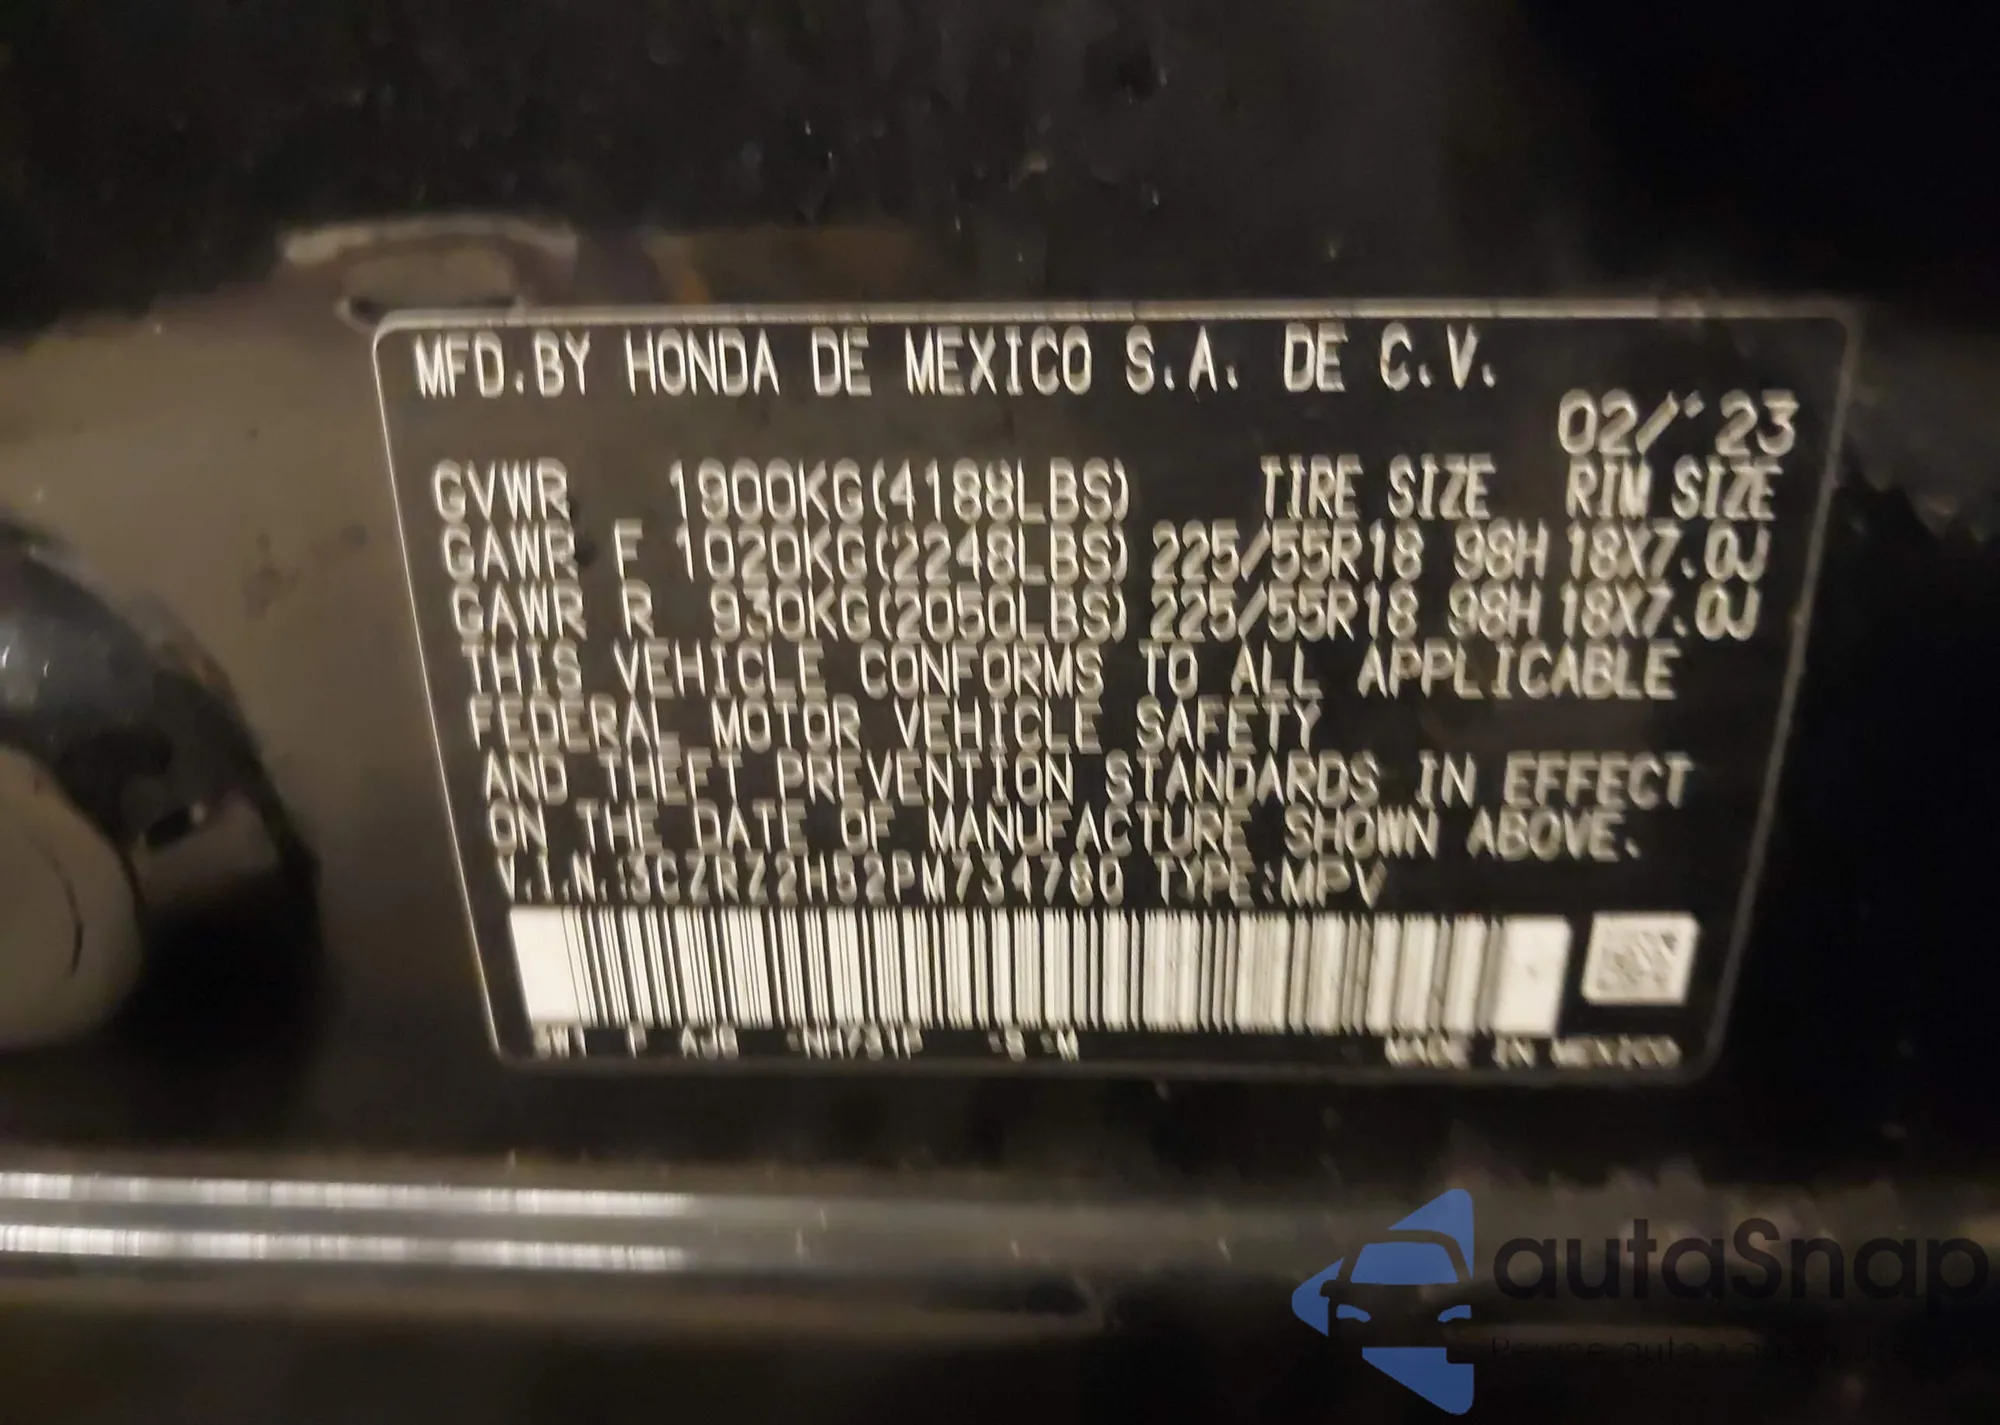 MFD.BY HONDA DE MEXICO S.A. DE C.V.
02/'23
GVWR 1900KG(4188LBS) TIRE SIZE RIM SIZE
GAWR F 1020KG(2248LBS) 225/55R18 98H 18X7.0J
GAWR R 930KG(2050LBS) 225/55R18 98H 18X7.0J
THIS VEHICLE CONFORMS TO ALL APPLICABLE
FEDERAL MOTOR VEHICLE SAFETY
AND THEFT PREVENTION STANDARDS IN EFFECT
ON THE DATE OF MANUFACTURE SHOWN ABOVE.
V.I.N.:3CZRZ2H52PM734780 TYPE:MPV
MADE IN MEXICO
autaSnap